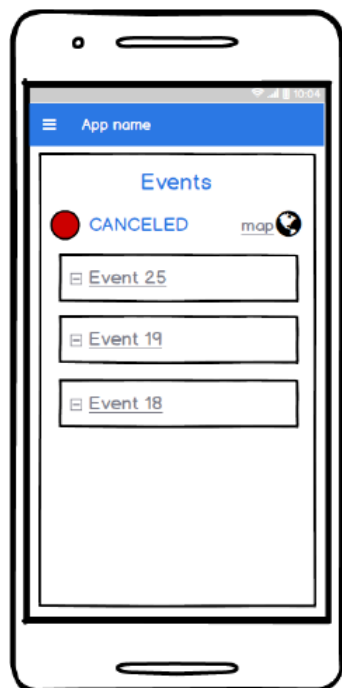 10:04
App name
Events
CANCELED map
Event 25
Event 19
Event 18